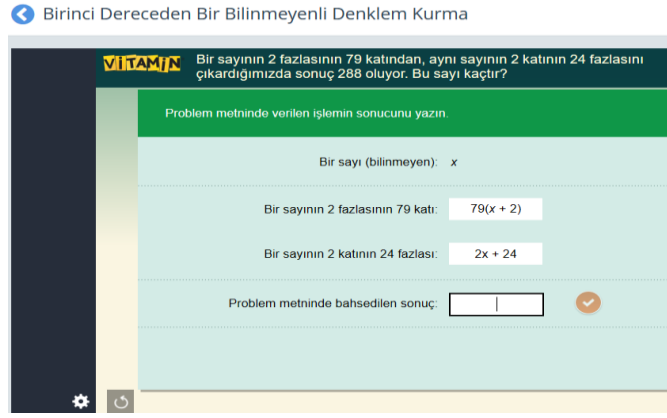 Birinci Dereceden Bir Bilinmeyenli Denklem Kurma
VİTAMİN
Bir sayının 2 fazlasının 79 katından, aynı sayının 2 katının 24 fazlasını
çıkardığımızda sonuç 288 oluyor. Bu sayı kaçtır?
Problem metninde verilen işlemin sonucunu yazın.
Bir sayı (bilinmeyen): x
Bir sayının 2 fazlasının 79 katı: 79(x + 2)
Bir sayının 2 katının 24 fazlası: 2x + 24
Problem metninde bahsedilen sonuç: